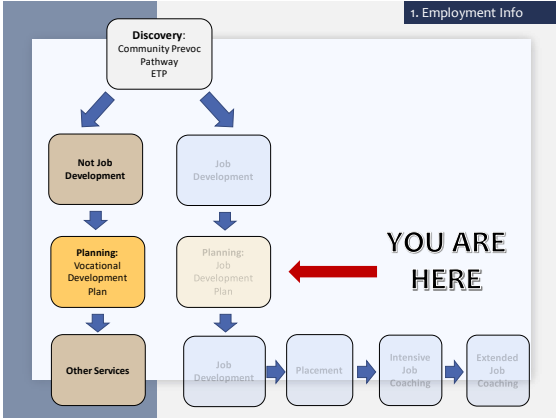 1. Employment Info
Discovery:
Community Prevoc
Pathway
ETP
Not Job
Development
Job
Development
Planning:
Vocational
Development
Plan
Planning:
Job
Development
Plan
YOU ARE
HERE
Other Services
Job
Development
Placement
Intensive
Job
Coaching
Extended
Job
Coaching